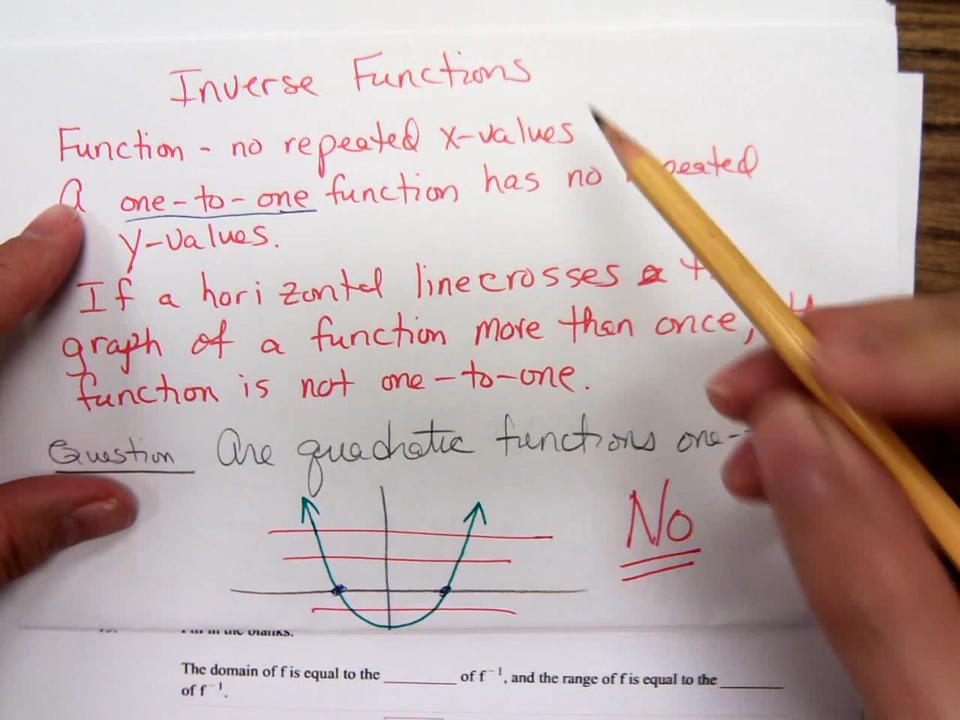 Inverse Functions
Function - no repeated x-values
A one-to-one function has no repeated
y-values.
If a horizontal line crosses a
graph of a function more than once,
function is not one-to-one.
Question Are quadratic functions one-
No
Fill in the blanks.
The domain of f is equal to the ________ of f⁻¹, and the range of f is equal to the ________
of f⁻¹.